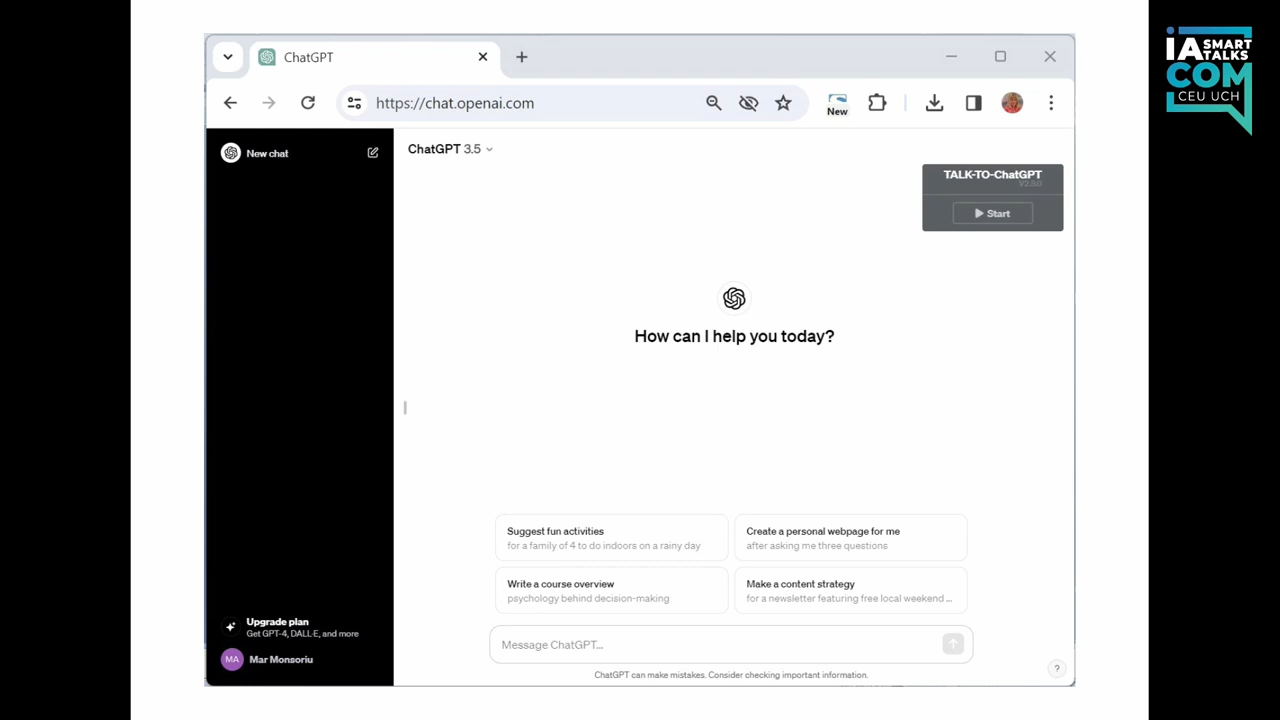 ChatGPT
https://chat.openai.com
New
New chat
ChatGPT 3.5
TALK-TO-ChatGPT
Start
How can I help you today?
Suggest fun activities
for a family of 4 to do indoors on a rainy day
Create a personal webpage for me
after asking me three questions
Write a course overview
psychology behind decision-making
Make a content strategy
for a newsletter featuring free local weekend ...
Upgrade plan
Get GPT-4, DALL·E, and more
MA
Mar Monsoriu
Message ChatGPT...
ChatGPT can make mistakes. Consider checking important information.
?
iA SMART
TALKS
COM
CEU UCH